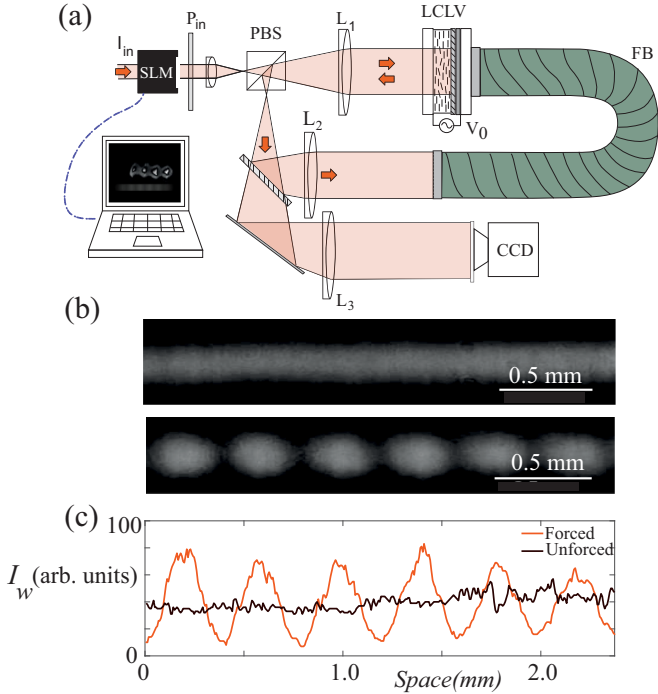 (a)
I_in
P_in
PBS
L_1
LCLV
FB
SLM
V_0
L_2
CCD
L_3
(b)
0.5 mm
0.5 mm
(c)
100
Forced
Unforced
I_w (arb. units)
0
0
1.0
2.0
Space(mm)